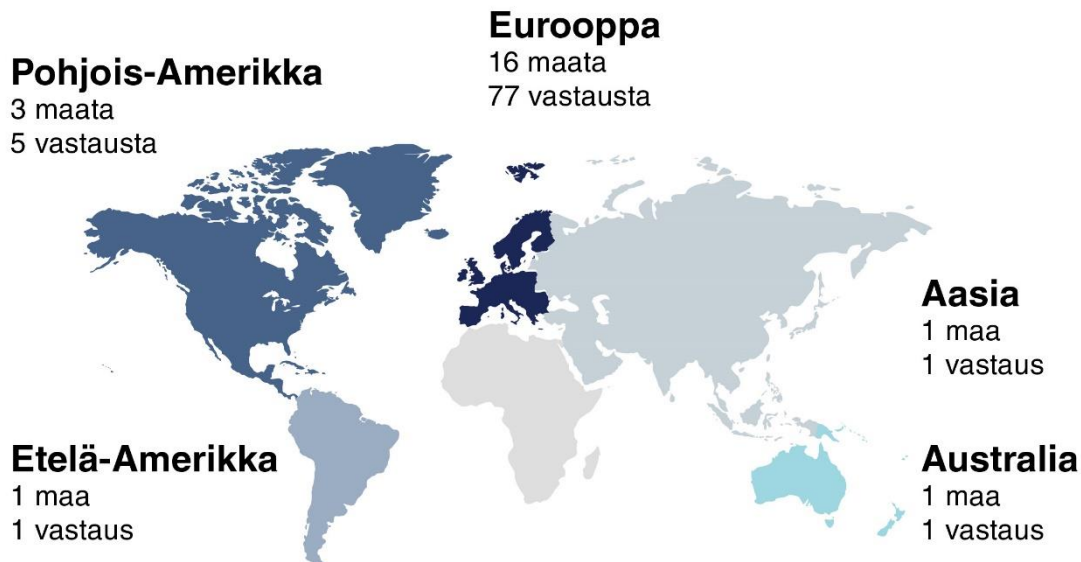 Eurooppa
16 maata
77 vastausta
Pohjois-Amerikka
3 maata
5 vastausta
Aasia
1 maa
1 vastaus
Etelä-Amerikka
1 maa
1 vastaus
Australia
1 maa
1 vastaus